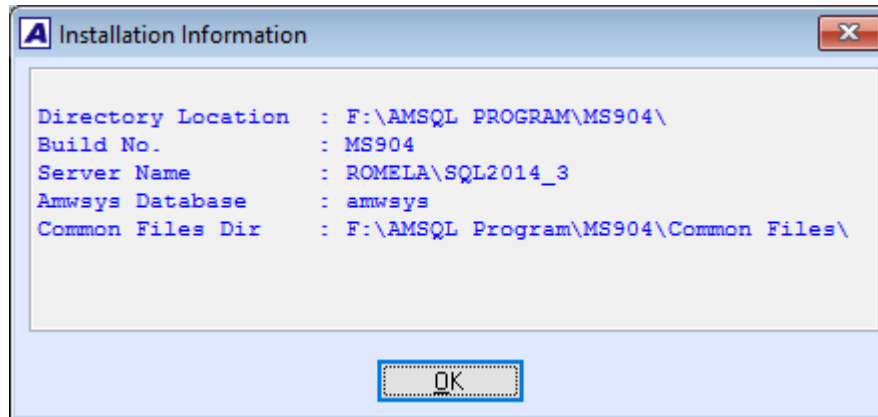 A Installation Information
Directory Location : F:\AMSQL PROGRAM\MS904\
Build No. : MS904
Server Name : ROMELA\SQL2014_3
Amwsys Database : amwsys
Common Files Dir : F:\AMSQL Program\MS904\Common Files\
OK